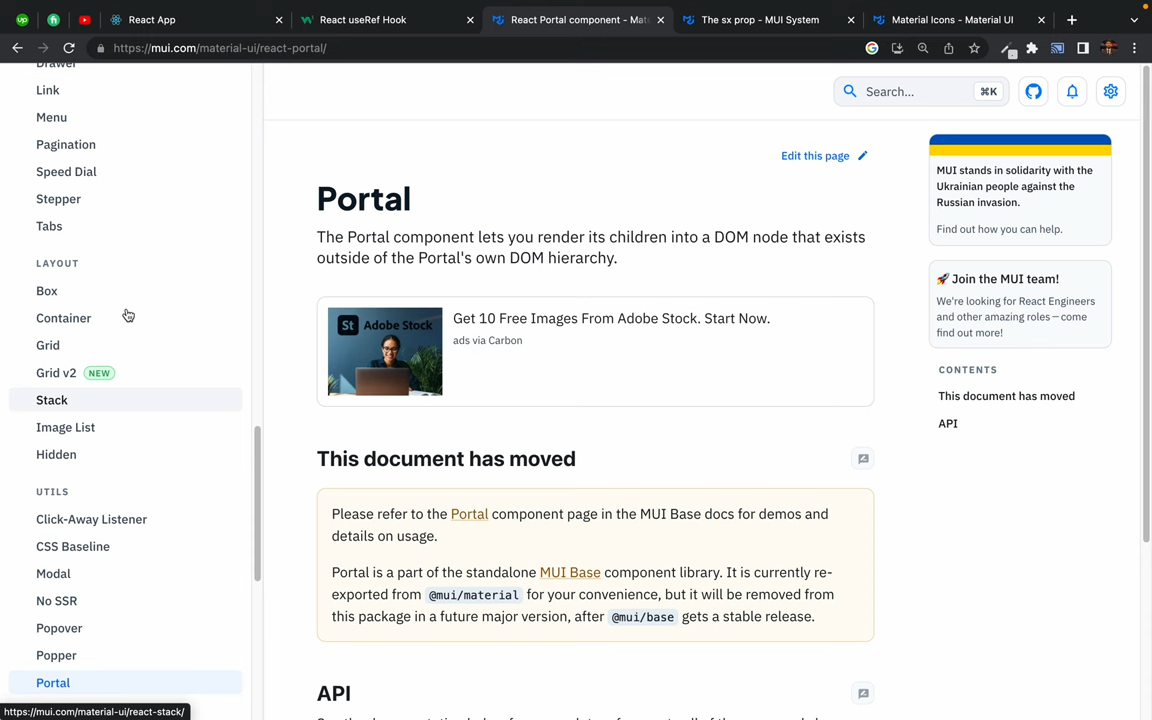 React App
React useRef Hook
React Portal component - Mat
The sx prop - MUI System
Material Icons - Material UI
https://mui.com/material-ui/react-portal/
Drawer
Link
Menu
Pagination
Speed Dial
Stepper
Tabs
LAYOUT
Box
Container
Grid
Grid v2 NEW
Stack
Image List
Hidden
UTILS
Click-Away Listener
CSS Baseline
Modal
No SSR
Popover
Popper
Portal
https://mui.com/material-ui/react-stack/
Search... ⌘K
Edit this page
Portal
The Portal component lets you render its children into a DOM node that exists
outside of the Portal's own DOM hierarchy.
St Adobe Stock
Get 10 Free Images From Adobe Stock. Start Now.
ads via Carbon
This document has moved
Please refer to the Portal component page in the MUI Base docs for demos and
details on usage.
Portal is a part of the standalone MUI Base component library. It is currently re-
exported from @mui/material for your convenience, but it will be removed from
this package in a future major version, after @mui/base gets a stable release.
API
MUI stands in solidarity with the
Ukrainian people against the
Russian invasion.
Find out how you can help.
🚀 Join the MUI team!
We're looking for React Engineers
and other amazing roles — come
find out more!
CONTENTS
This document has moved
API